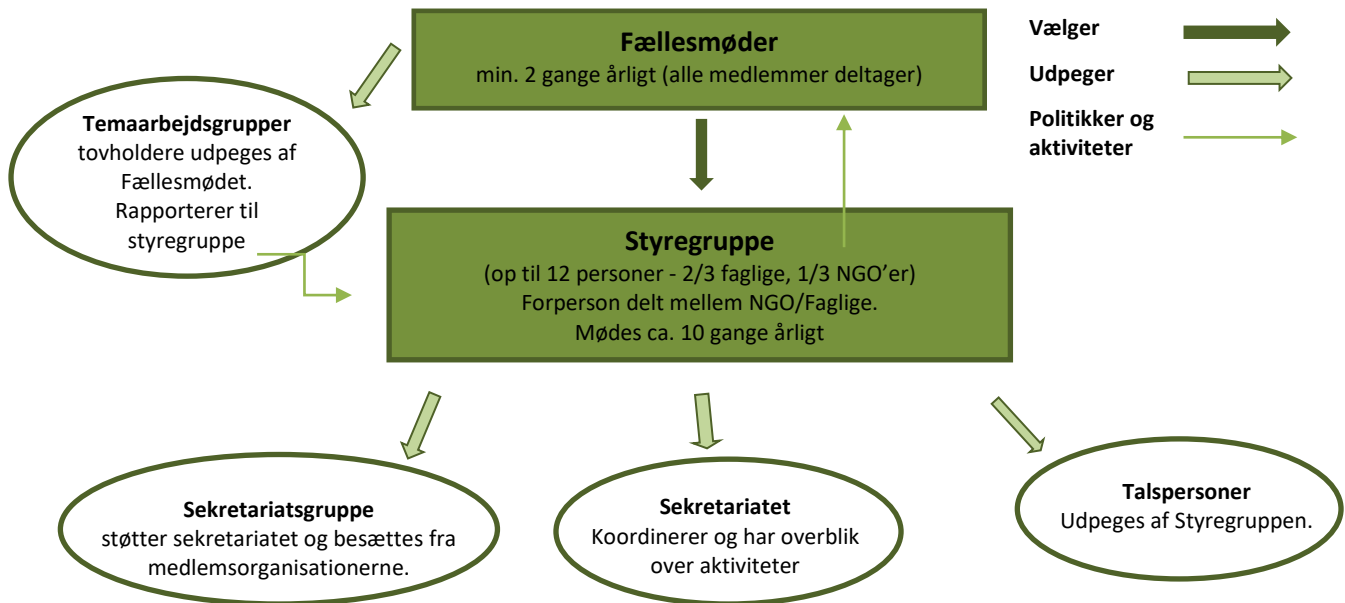 Fællesmøder
min. 2 gange årligt (alle medlemmer deltager)
Vælger
Udpeger
Politikker og
aktiviteter
Temaarbejdsgrupper
tovholdere udpeges af
Fællesmødet.
Rapporterer til
styregruppe
Styregruppe
(op til 12 personer - 2/3 faglige, 1/3 NGO’er)
Forperson delt mellem NGO/Faglige.
Mødes ca. 10 gange årligt
Sekretariatsgruppe
støtter sekretariatet og besættes fra
medlemsorganisationerne.
Sekretariatet
Koordinerer og har overblik
over aktiviteter
Talspersoner
Udpeges af Styregruppen.